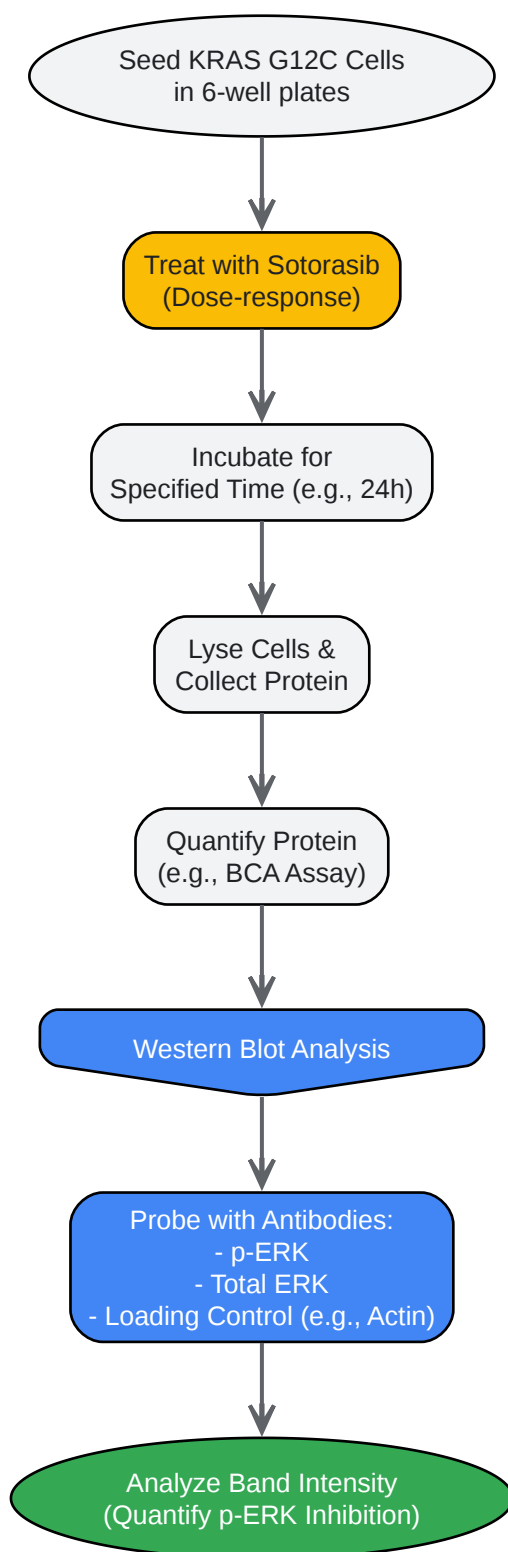 Seed KRAS G12C Cells
in 6-well plates
Treat with Sotorasib
(Dose-response)
Incubate for
Specified Time (e.g., 24h)
Lyse Cells &
Collect Protein
Quantify Protein
(e.g., BCA Assay)
Western Blot Analysis
Probe with Antibodies:
- p-ERK
- Total ERK
- Loading Control (e.g., Actin)
Analyze Band Intensity
(Quantify p-ERK Inhibition)